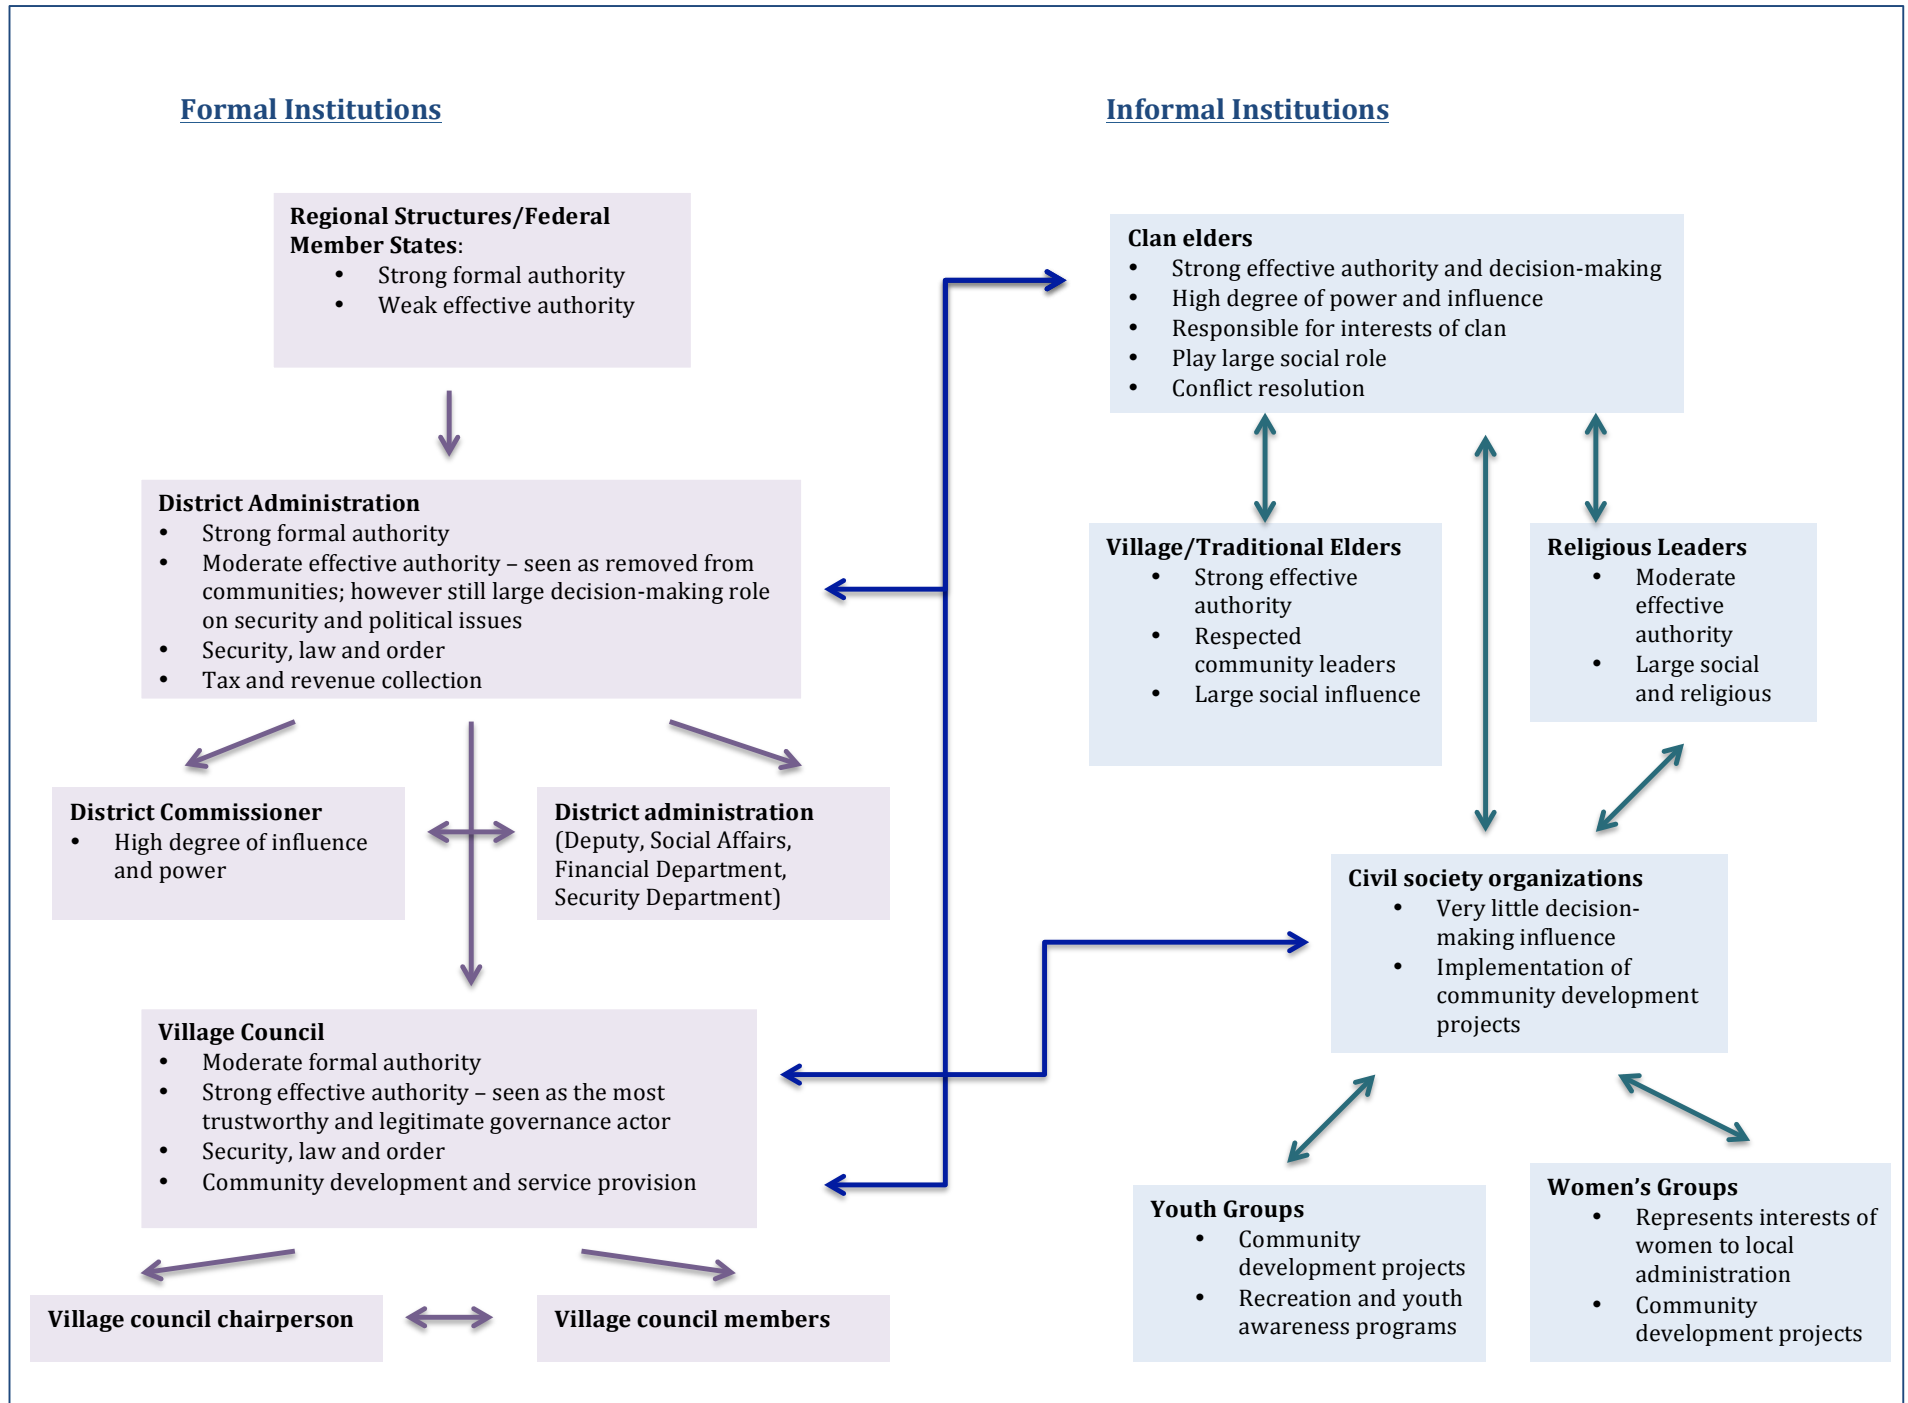 Formal Institutions
Informal Institutions
Regional Structures/Federal
Member States:
• Strong formal authority
• Weak effective authority
Clan elders
• Strong effective authority and decision-making
• High degree of power and influence
• Responsible for interests of clan
• Play large social role
• Conflict resolution
District Administration
• Strong formal authority
• Moderate effective authority – seen as removed from
communities; however still large decision-making role
on security and political issues
• Security, law and order
• Tax and revenue collection
Village/Traditional Elders
• Strong effective
authority
• Respected
community leaders
• Large social influence
Religious Leaders
• Moderate
effective
authority
• Large social
and religious
District Commissioner
• High degree of influence
and power
District administration
(Deputy, Social Affairs,
Financial Department,
Security Department)
Civil society organizations
• Very little decision-
making influence
• Implementation of
community development
projects
Village Council
• Moderate formal authority
• Strong effective authority – seen as the most
trustworthy and legitimate governance actor
• Security, law and order
• Community development and service provision
Youth Groups
• Community
development projects
• Recreation and youth
awareness programs
Women’s Groups
• Represents interests of
women to local
administration
• Community
development projects
Village council chairperson
Village council members